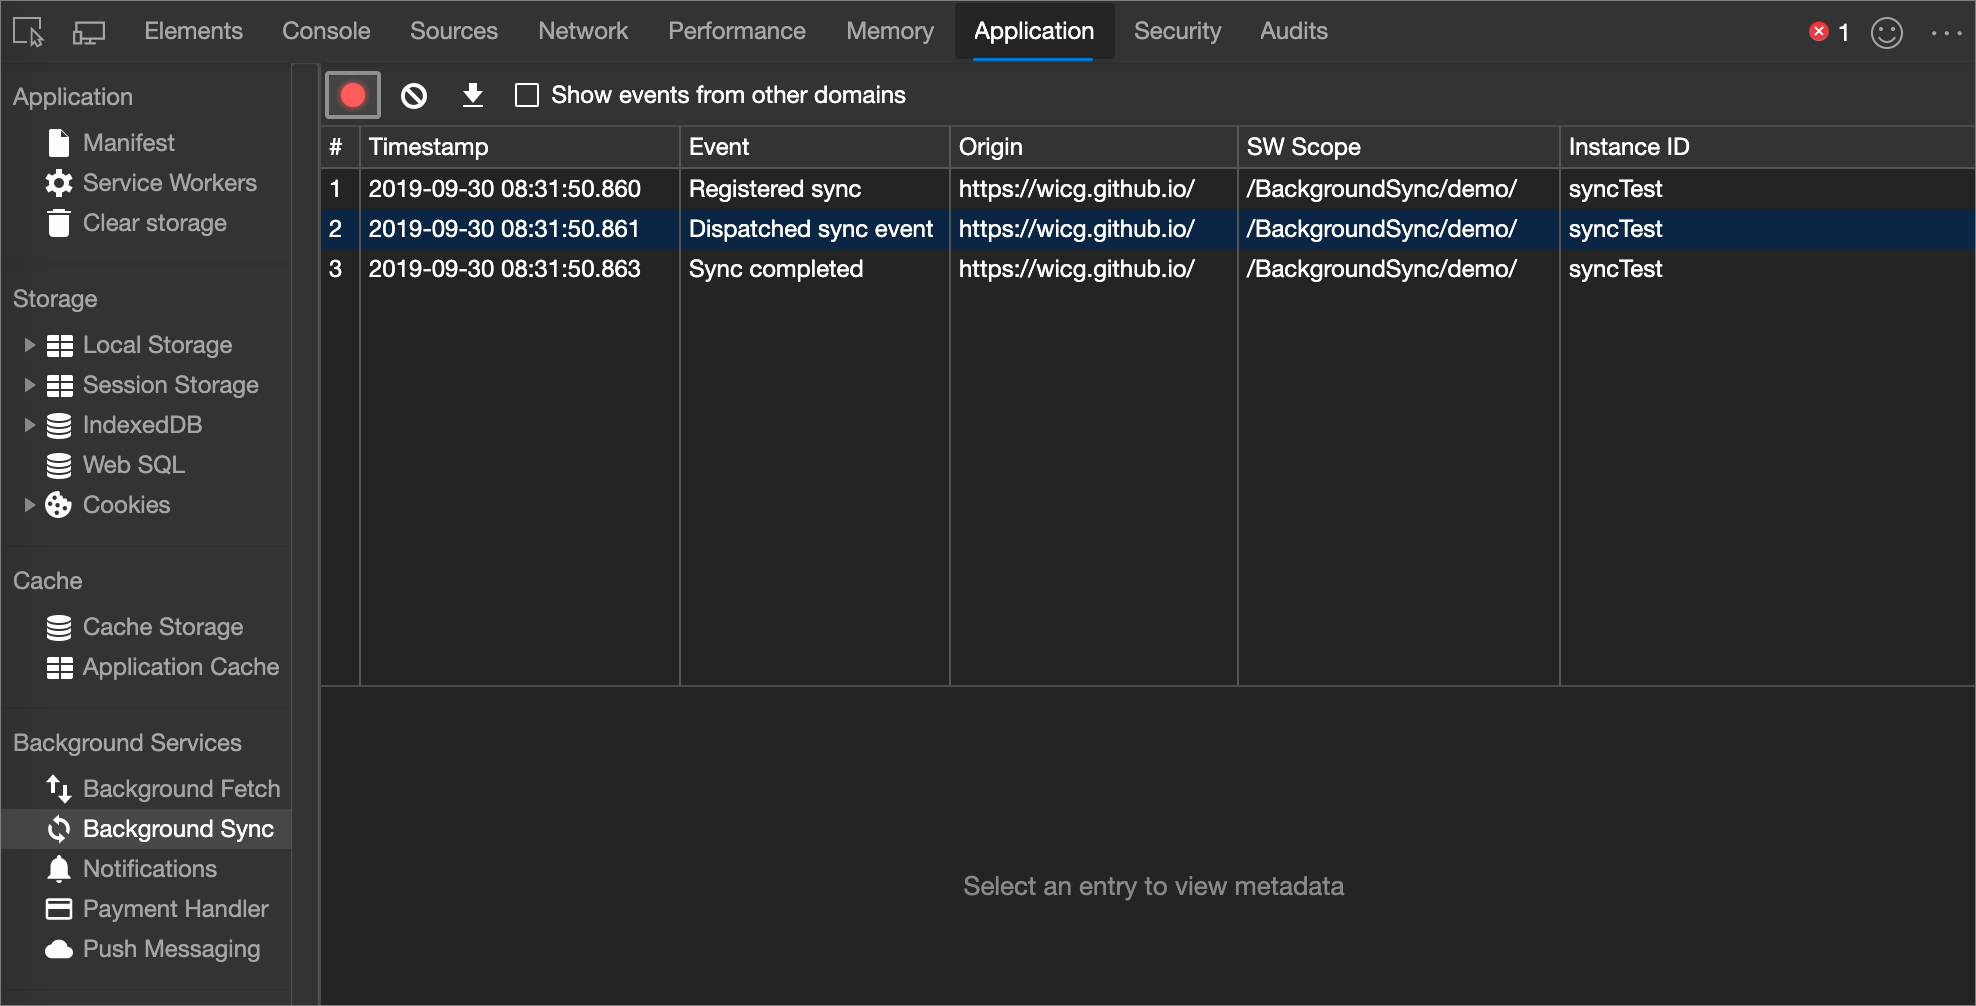 Elements Console Sources Network Performance Memory Application Security Audits 1
Application
Manifest
Service Workers
Clear storage
Storage
Local Storage
Session Storage
IndexedDB
Web SQL
Cookies
Cache
Cache Storage
Application Cache
Background Services
Background Fetch
Background Sync
Notifications
Payment Handler
Push Messaging
Show events from other domains
# Timestamp Event Origin SW Scope Instance ID
1 2019-09-30 08:31:50.860 Registered sync https://wicg.github.io/ /BackgroundSync/demo/ syncTest
2 2019-09-30 08:31:50.861 Dispatched sync event https://wicg.github.io/ /BackgroundSync/demo/ syncTest
3 2019-09-30 08:31:50.863 Sync completed https://wicg.github.io/ /BackgroundSync/demo/ syncTest
Select an entry to view metadata